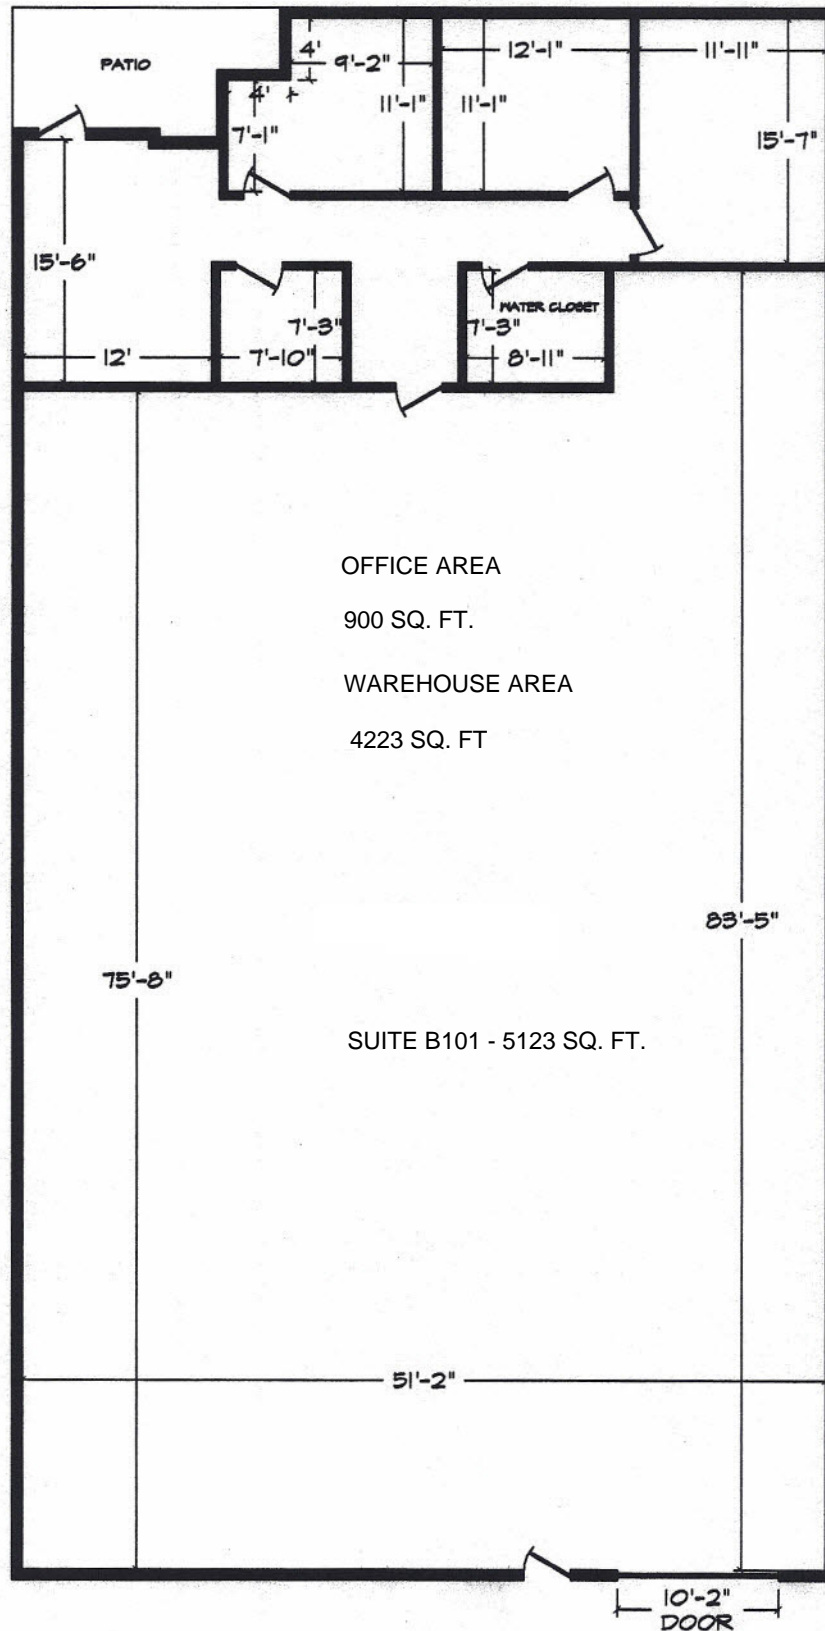 PATIO
4'
9'-2"
12'-1"
11'-11"
4'
11'-1"
11'-1"
7'-1"
15'-7"
15'-6"
WATER CLOSET
7'-3"
7'-3"
12'
7'-10"
8'-11"
OFFICE AREA
900 SQ. FT.
WAREHOUSE AREA
4223 SQ. FT
83'-5"
75'-8"
SUITE B101 - 5123 SQ. FT.
51'-2"
10'-2"
DOOR